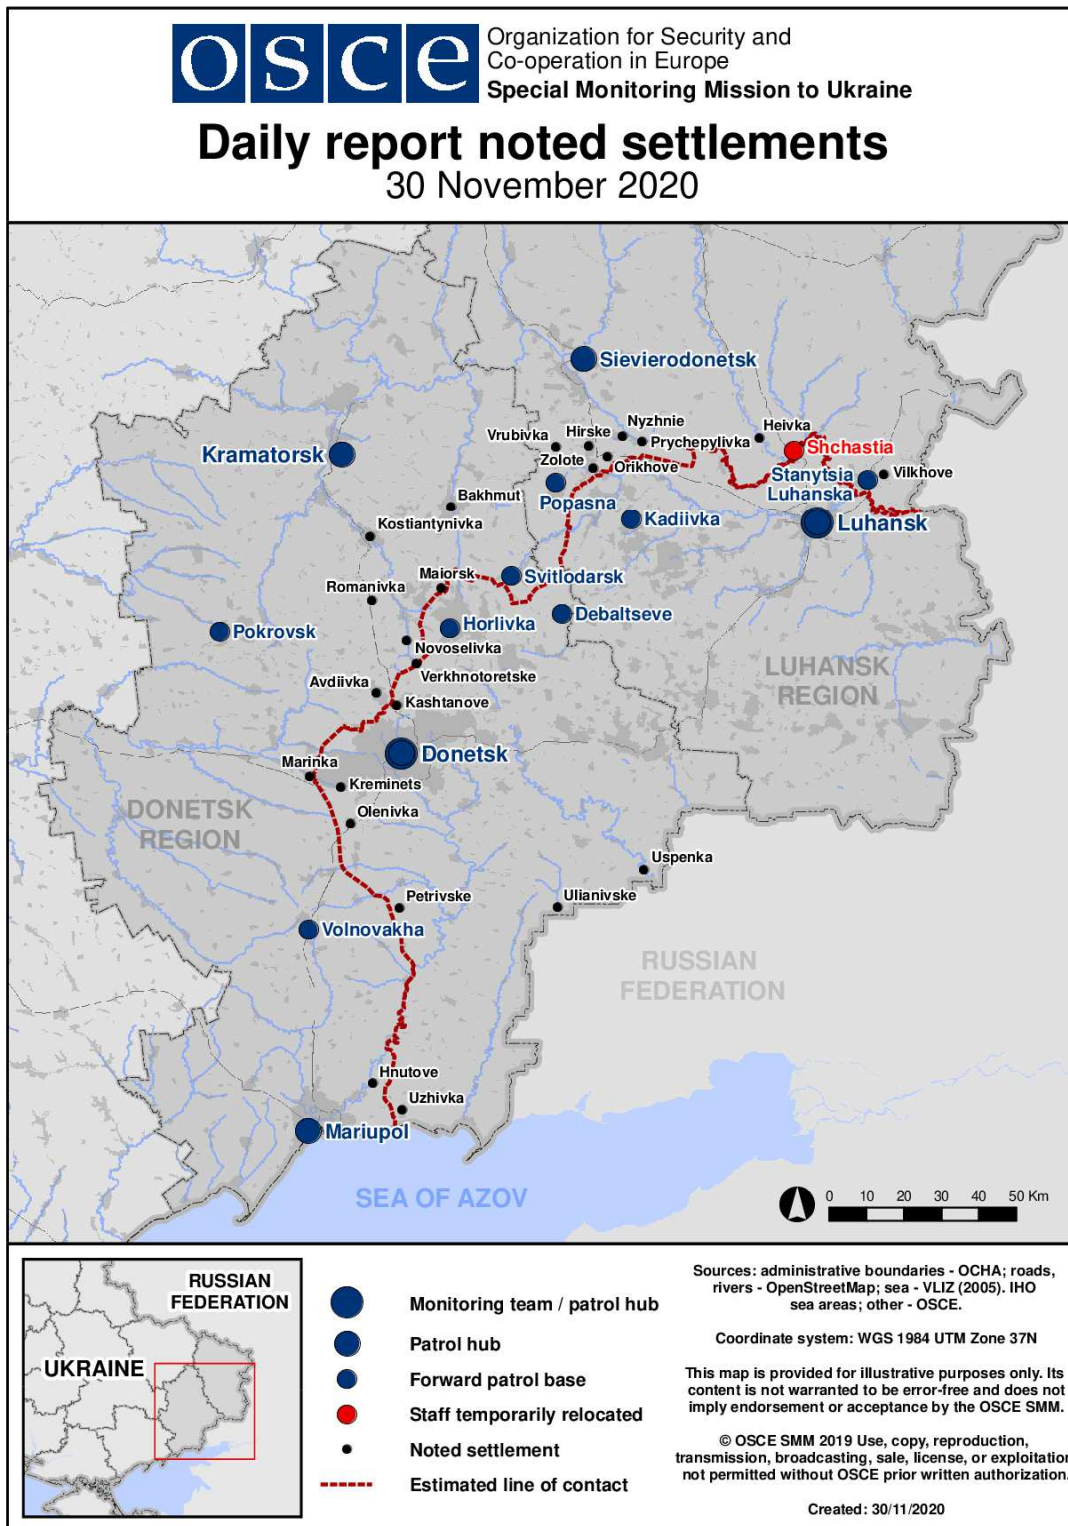 osce
Organization for Security and
Co-operation in Europe
Special Monitoring Mission to Ukraine
Daily report noted settlements
30 November 2020
Sievierodonetsk
Nyzhnie
Heivka
Vrubivka
Hirske
Prychepylivka
Shchastia
Kramatorsk
Zolote
Orikhove
Stanytsia
Luhanska
Vilkhove
Bakhmut
Popasna
Kadiivka
Luhansk
Kostiantynivka
Maiorsk
Svitlodarsk
Romanivka
Debaltseve
Pokrovsk
Horlivka
Novoselivka
LUHANSK
REGION
Verkhnotoretske
Avdiivka
Kashtanove
Donetsk
Marinka
Kreminets
DONETSK
REGION
Olenivka
Uspenka
Petrivske
Ulianivske
Volnovakha
RUSSIAN
FEDERATION
Hnutove
Uzhivka
Mariupol
SEA OF AZOV
0 10 20 30 40 50 Km
RUSSIAN
FEDERATION
UKRAINE
Monitoring team / patrol hub
Patrol hub
Forward patrol base
Staff temporarily relocated
Noted settlement
Estimated line of contact
Sources: administrative boundaries - OCHA; roads,
rivers - OpenStreetMap; sea - VLIZ (2005). IHO
sea areas; other - OSCE.
Coordinate system: WGS 1984 UTM Zone 37N
This map is provided for illustrative purposes only. Its
content is not warranted to be error-free and does not
imply endorsement or acceptance by the OSCE SMM.
© OSCE SMM 2019 Use, copy, reproduction,
transmission, broadcasting, sale, license, or exploitation
not permitted without OSCE prior written authorization.
Created: 30/11/2020